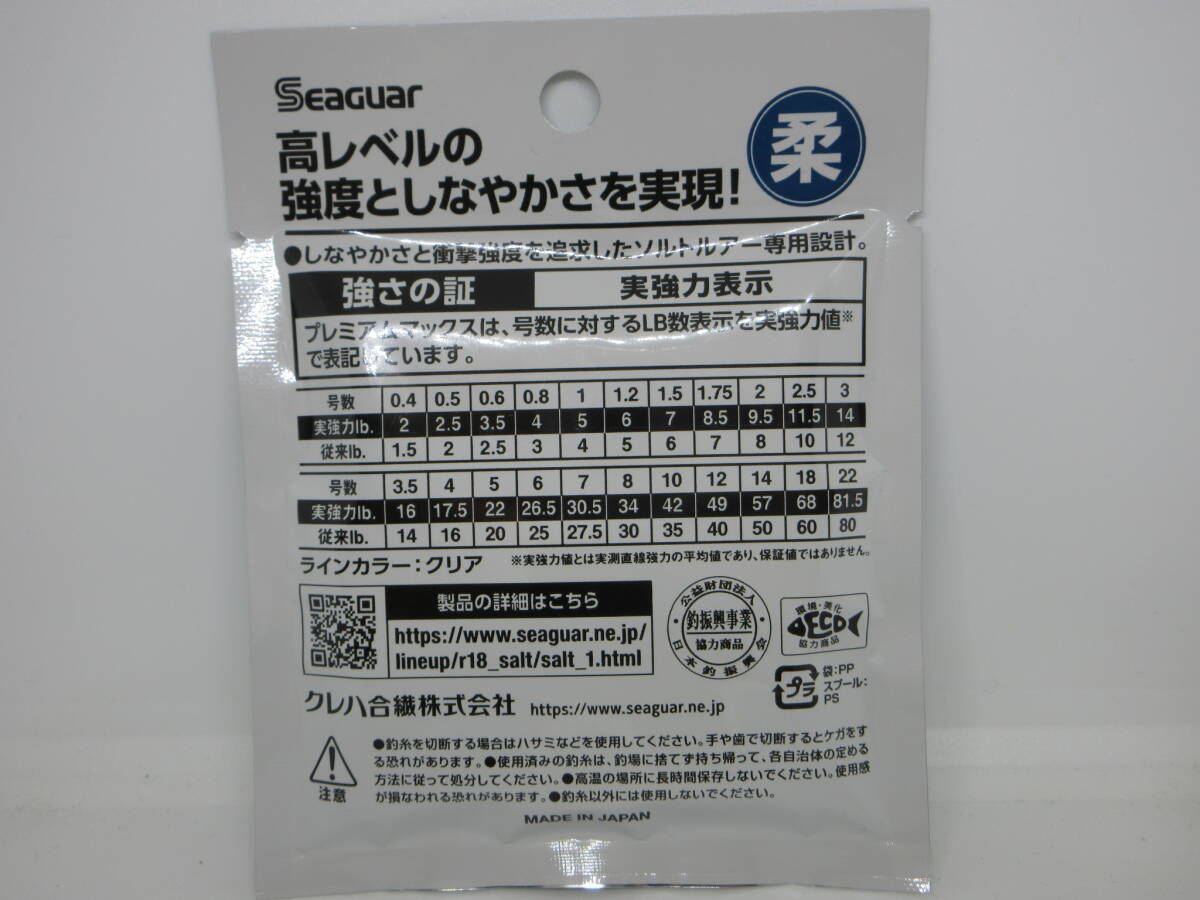 Seaguar
柔
高レベルの
強度としなやかさを実現!
●しなやかさと衝撃強度を追求したソルトルアー専用設計。
強さの証 実強力表示
プレミアムマックスは、号数に対するLB数表示を実強力値※
で表記しています。
号数 0.4 0.5 0.6 0.8 1 1.2 1.5 1.75 2 2.5 3
実強力lb. 2 2.5 3.5 4 5 6 7 8.5 9.5 11.5 14
従来lb. 1.5 2 2.5 3 4 5 6 7 8 10 12
号数 3.5 4 5 6 7 8 10 12 14 18 22
実強力lb. 16 17.5 22 26.5 30.5 34 42 49 57 68 81.5
従来lb. 14 16 20 25 27.5 30 35 40 50 60 80
ラインカラー:クリア ※実強力値とは実測直線強力の平均値であり、保証値ではありません。
製品の詳細はこちら
https://www.seaguar.ne.jp/
lineup/r18_salt/salt_1.html
公益財団法人
釣振興事業
協力商品
日本釣振興会
環境・美化
ECO
協力商品
プラ
袋:PP
スプール:
PS
クレハ合繊株式会社 https://www.seaguar.ne.jp
注意
●釣糸を切断する場合はハサミなどを使用してください。手や歯で切断するとケガをす
る恐れがあります。●使用済みの釣糸は、釣場に捨てず持ち帰って、各自治体の定める
方法に従って処分してください。●高温の場所に長時間保存しないでください。使用感
が損なわれる恐れがあります。●釣糸以外には使用しないでください。
MADE IN JAPAN